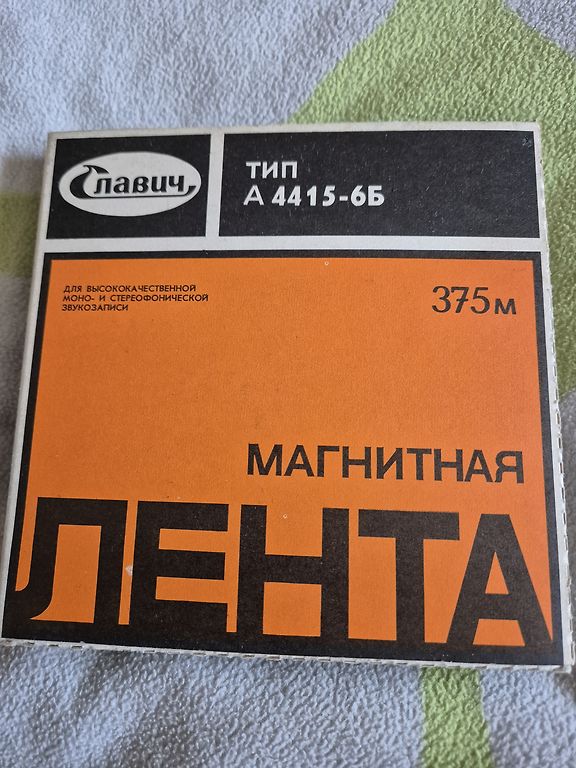 Славич
ТИП
А 4415-6Б
ДЛЯ ВЫСОКОКАЧЕСТВЕННОЙ
МОНО- И СТЕРЕОФОНИЧЕСКОЙ
ЗВУКОЗАПИСИ
375м
МАГНИТНАЯ
ЛЕНТА